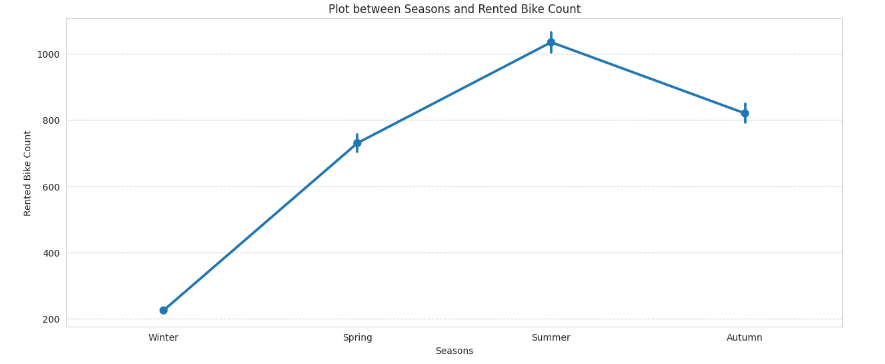 Plot between Seasons and Rented Bike Count
Rented Bike Count
1000
800
600
400
200
Winter Spring Summer Autumn
Seasons